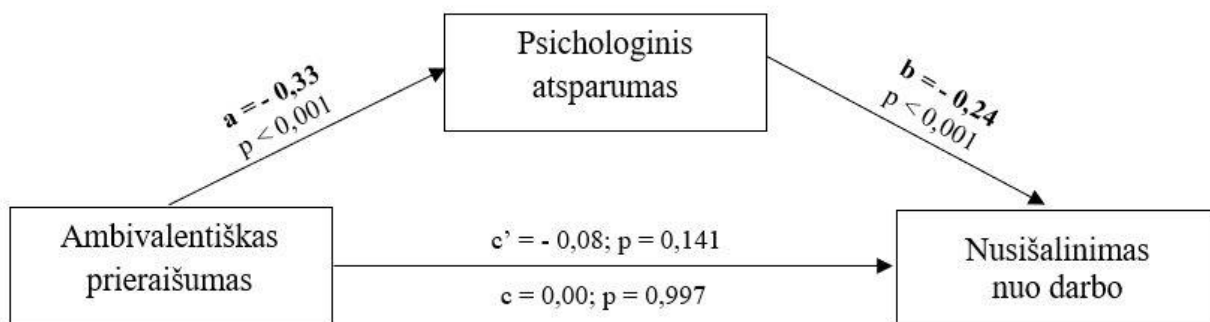 Psichologinis
atsparumas
a = - 0,33
p < 0,001
b = - 0,24
p < 0,001
Ambivalentiškas
prieraišumas
c’ = - 0,08; p = 0,141
c = 0,00; p = 0,997
Nusišalinimas
nuo darbo